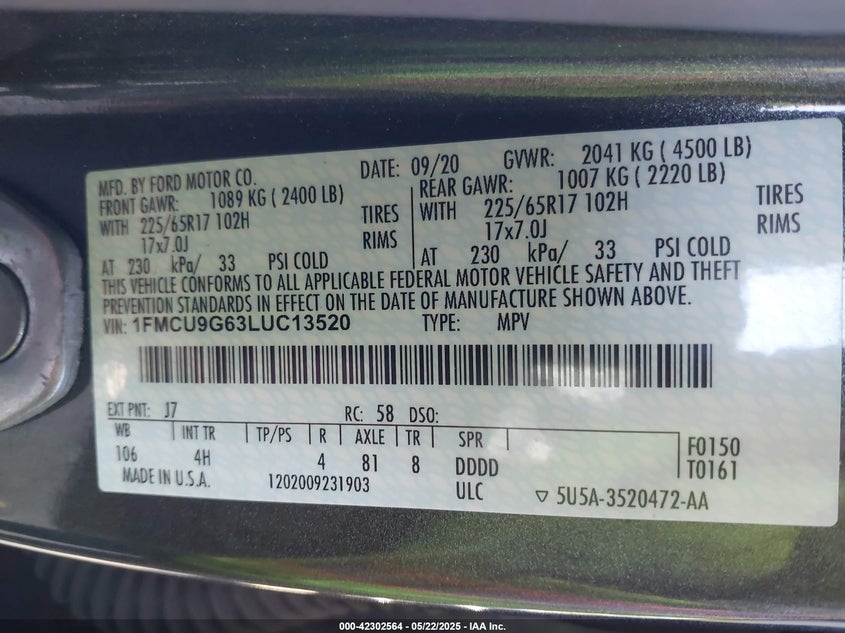 MFD. BY FORD MOTOR CO. DATE: 09/20 GVWR: 2041 KG ( 4500 LB)
FRONT GAWR: 1089 KG ( 2400 LB) REAR GAWR: 1007 KG ( 2220 LB)
WITH 225/65R17 102H TIRES WITH 225/65R17 102H TIRES
17x7.0J RIMS 17x7.0J RIMS
AT 230 kPa/ 33 PSI COLD AT 230 kPa/ 33 PSI COLD
THIS VEHICLE CONFORMS TO ALL APPLICABLE FEDERAL MOTOR VEHICLE SAFETY AND THEFT
PREVENTION STANDARDS IN EFFECT ON THE DATE OF MANUFACTURE SHOWN ABOVE.
VIN: 1FMCU9G63LUC13520 TYPE: MPV
EXT PNT: J7 RC: 58 DSO:
WB INT TR TP/PS R AXLE TR SPR F0150
106 4H 4 81 8 DDDD T0161
MADE IN U.S.A. 1202009231903 ULC ▽ 5U5A-3520472-AA
000-42302564 - 05/22/2025 - IAA Inc.